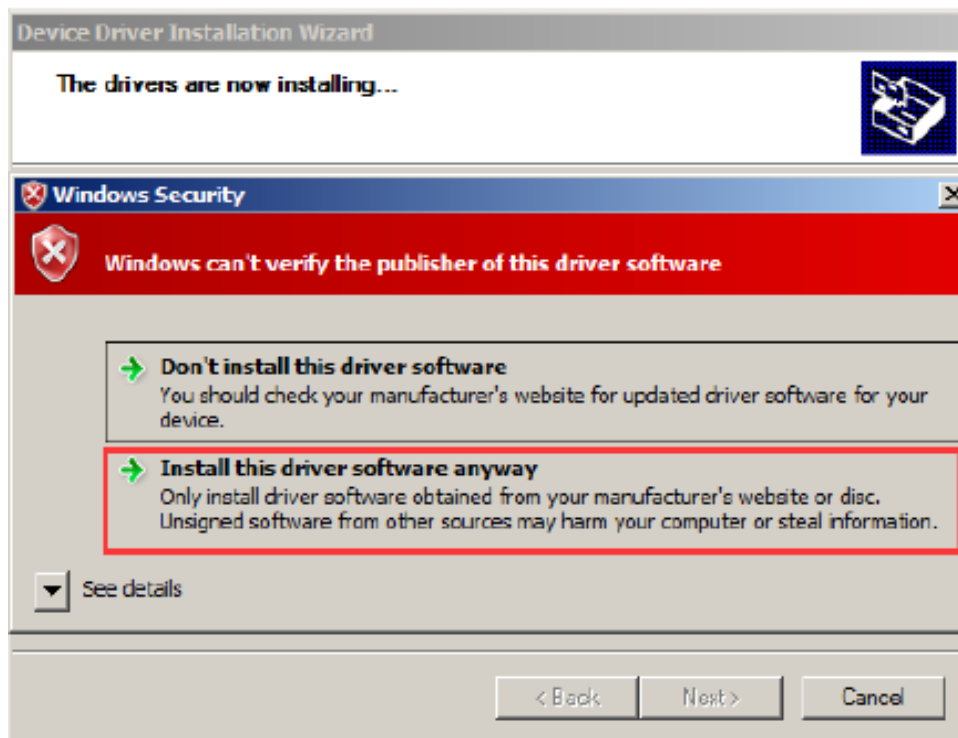 Device Driver Installation Wizard
The drivers are now installing...
Windows Security
Windows can't verify the publisher of this driver software
Don't install this driver software
You should check your manufacturer's website for updated driver software for your
device.
Install this driver software anyway
Only install driver software obtained from your manufacturer's website or disc.
Unsigned software from other sources may harm your computer or steal information.
See details
< Back
Next >
Cancel